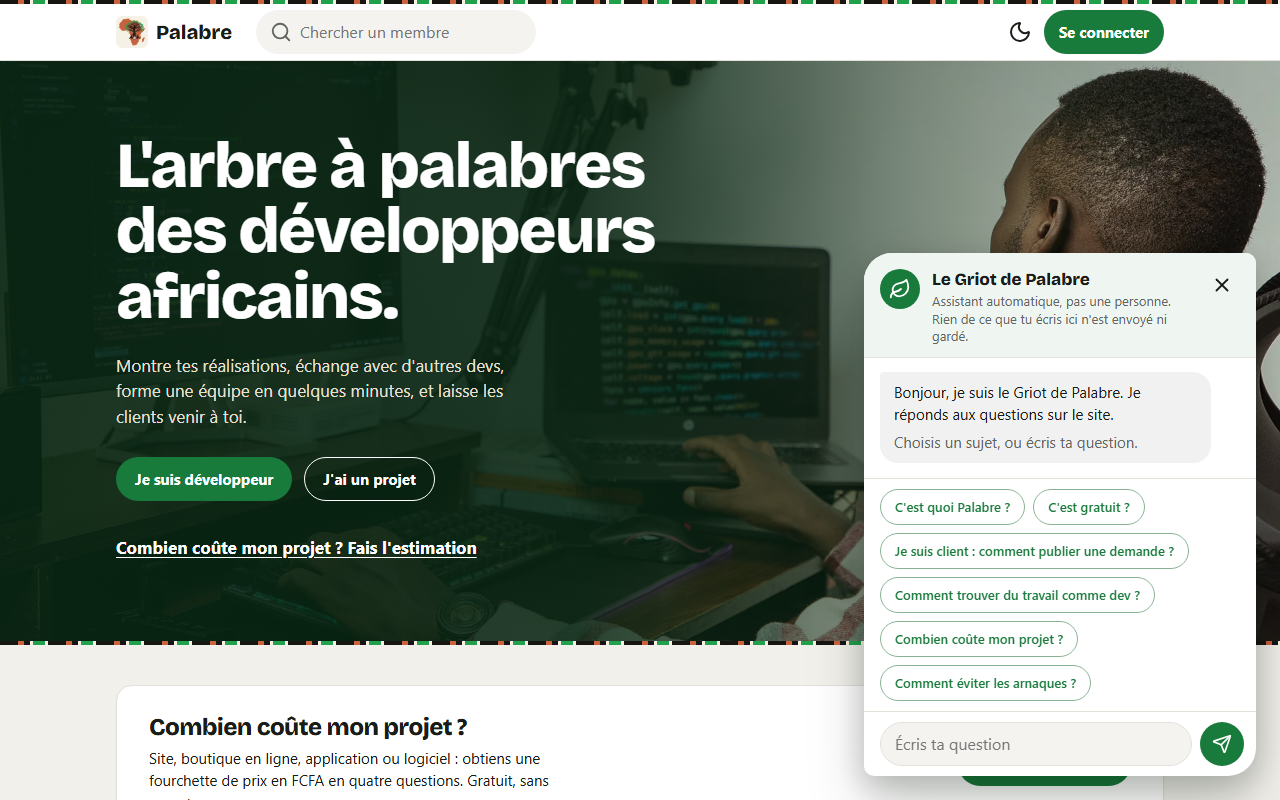 Palabre
Chercher un membre
Se connecter
L'arbre à palabres
des développeurs
africains.
Montre tes réalisations, échange avec d'autres devs,
forme une équipe en quelques minutes, et laisse les
clients venir à toi.
Je suis développeur
J'ai un projet
Combien coûte mon projet ? Fais l'estimation
Le Griot de Palabre
Assistant automatique, pas une personne.
Rien de ce que tu écris ici n'est envoyé ni
gardé.
Bonjour, je suis le Griot de Palabre. Je
réponds aux questions sur le site.
Choisis un sujet, ou écris ta question.
C'est quoi Palabre ?
C'est gratuit ?
Je suis client : comment publier une demande ?
Comment trouver du travail comme dev ?
Combien coûte mon projet ?
Comment éviter les arnaques ?
Écris ta question
Combien coûte mon projet ?
Site, boutique en ligne, application ou logiciel : obtiens une
fourchette de prix en FCFA en quatre questions. Gratuit, sans